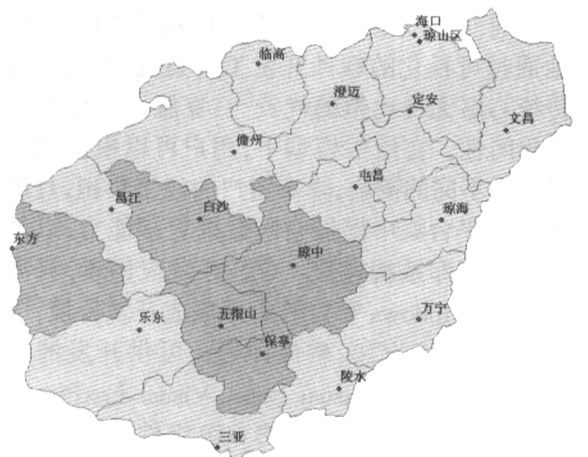 海口
琼山区
临高
澄迈
定安
文昌
儋州
屯昌
昌江
白沙
琼海
东方
琼中
万宁
五指山
乐东
保亭
陵水
三亚